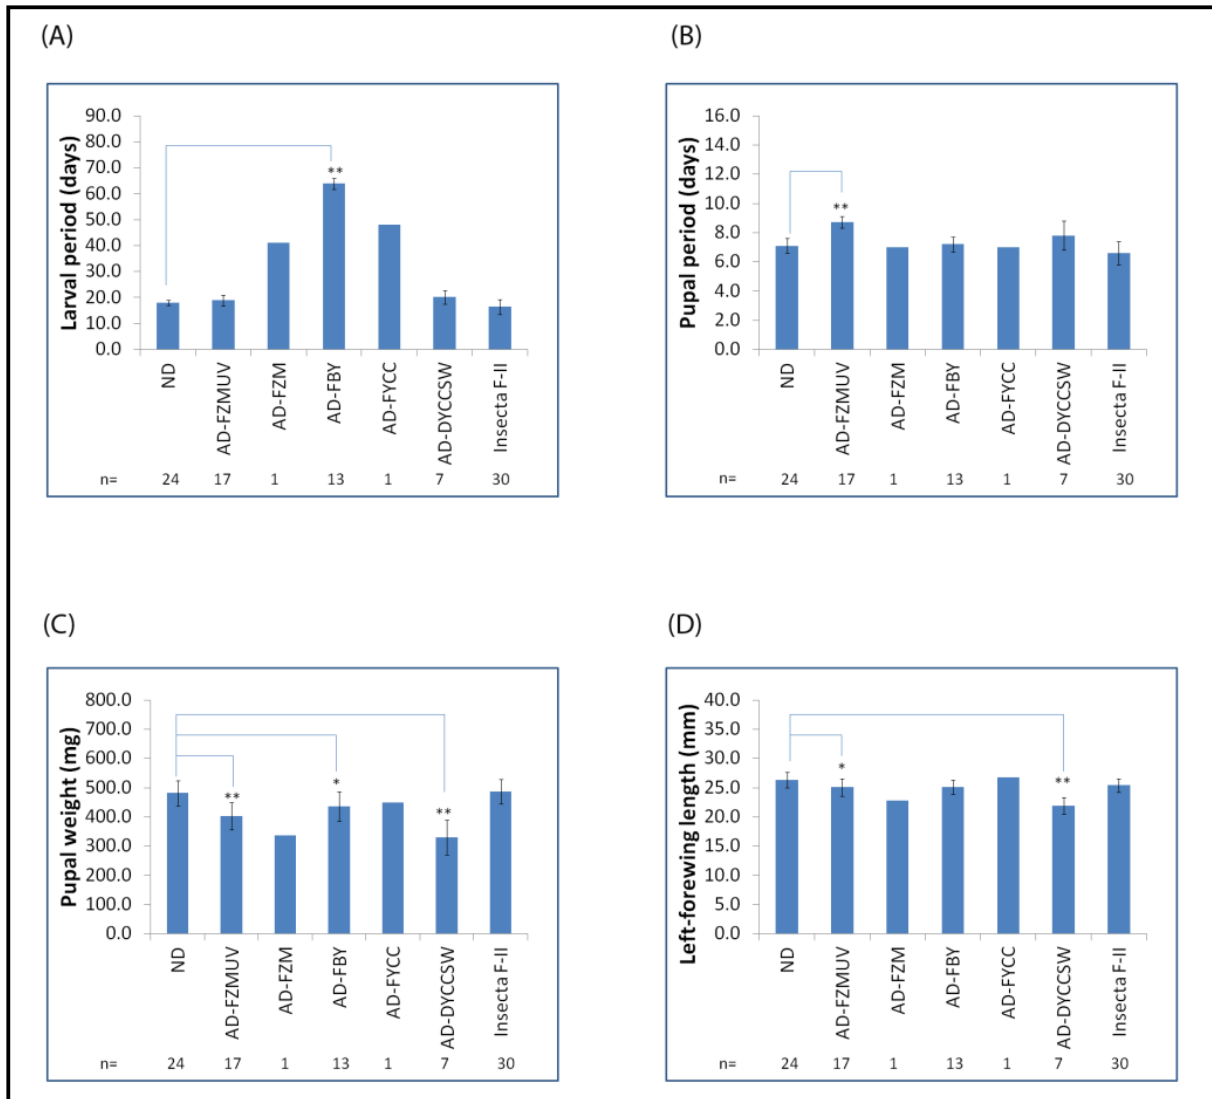 (A)
Larval period (days)
90.0
80.0
70.0
60.0
50.0
40.0
30.0
20.0
10.0
0.0
**
ND
AD-FZMUV
AD-FZM
AD-FBY
AD-FYCC
AD-DYCCSW
Insecta F-II
n= 24 17 1 13 1 7 30
(B)
Pupal period (days)
16.0
14.0
12.0
10.0
8.0
6.0
4.0
2.0
0.0
**
ND
AD-FZMUV
AD-FZM
AD-FBY
AD-FYCC
AD-DYCCSW
Insecta F-II
n= 24 17 1 13 1 7 30
(C)
Pupal weight (mg)
800.0
700.0
600.0
500.0
400.0
300.0
200.0
100.0
0.0
**
*
**
ND
AD-FZMUV
AD-FZM
AD-FBY
AD-FYCC
AD-DYCCSW
Insecta F-II
n= 24 17 1 13 1 7 30
(D)
Left-forewing length (mm)
40.0
35.0
30.0
25.0
20.0
15.0
10.0
5.0
0.0
*
**
ND
AD-FZMUV
AD-FZM
AD-FBY
AD-FYCC
AD-DYCCSW
Insecta F-II
n= 24 17 1 13 1 7 30